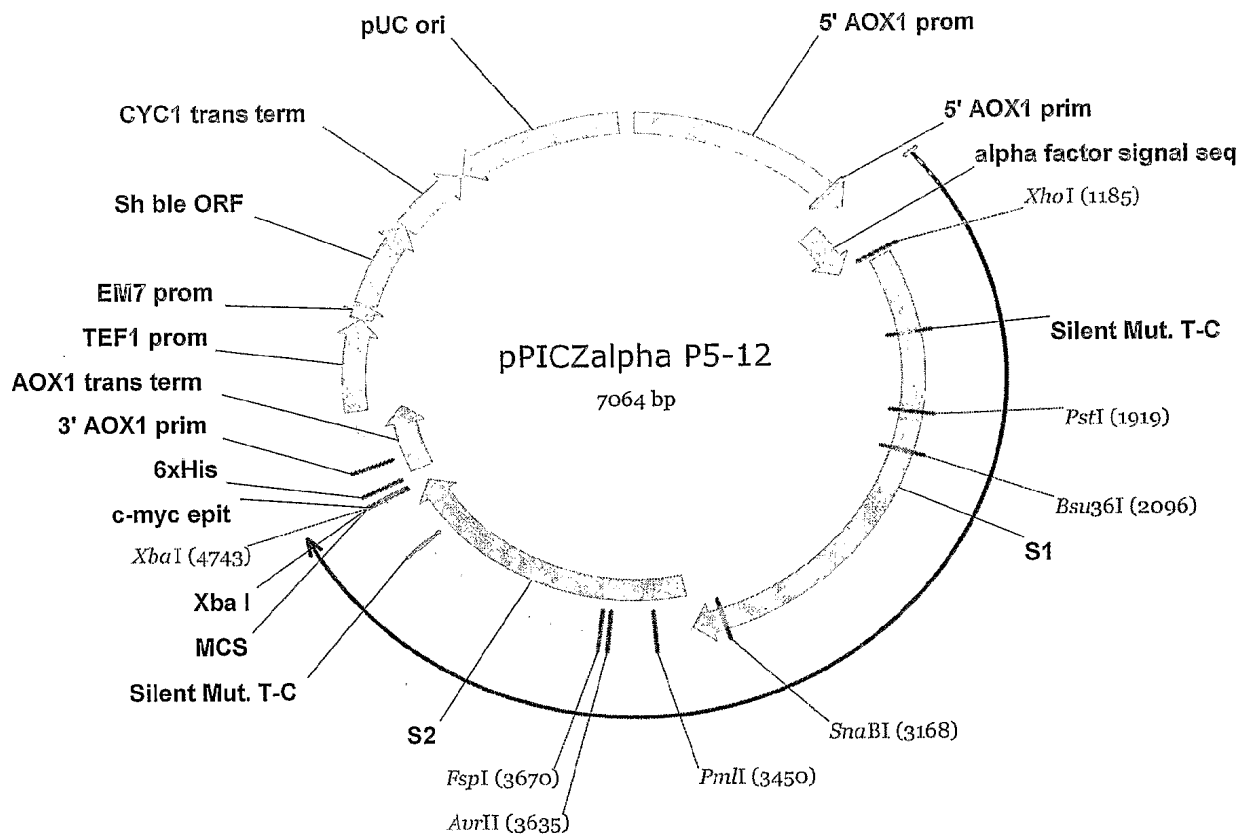 pUC ori
5' AOX1 prom
CYC1 trans term
5' AOX1 prim
alpha factor signal seq
XhoI (1185)
Sh ble ORF
EM7 prom
Silent Mut. T-C
TEF1 prom
pPICZalpha P5-12
7064 bp
AOX1 trans term
PstI (1919)
3' AOX1 prim
6xHis
c-myc epit
Bsu36I (2096)
XbaI (4743)
S1
Xba I
MCS
Silent Mut. T-C
S2
SnaBI (3168)
FspI (3670)
PmlI (3450)
AvrII (3635)